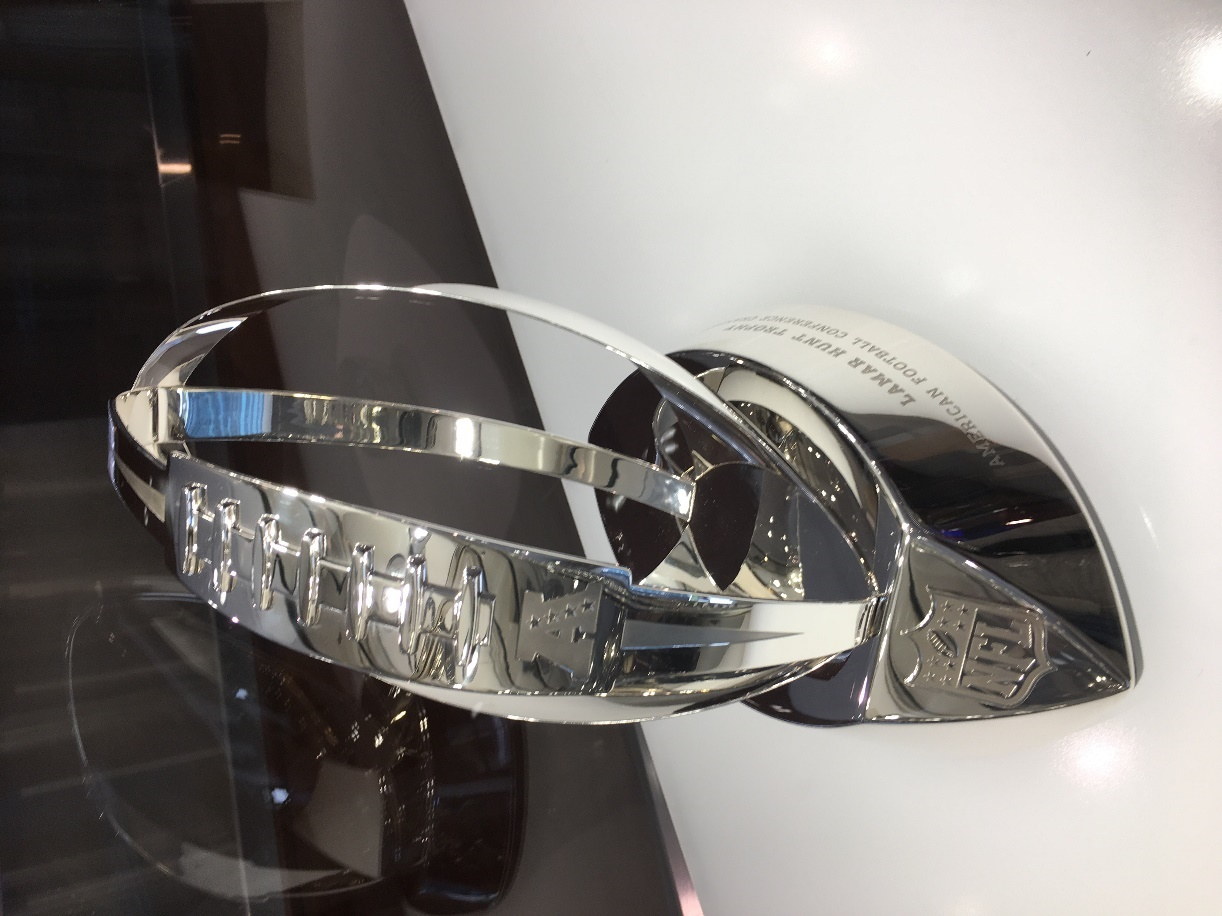 LAMAR HUNT TROPHY
AMERICAN FOOTBALL CONFERENCE
A
NFL